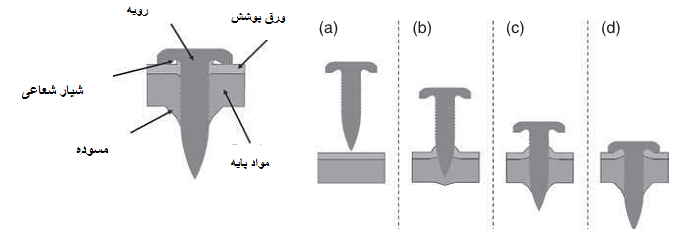 رویه
ورق پوشش
شیار شعاعی
مسوده
مواد پایه
(a)
(b)
(c)
(d)